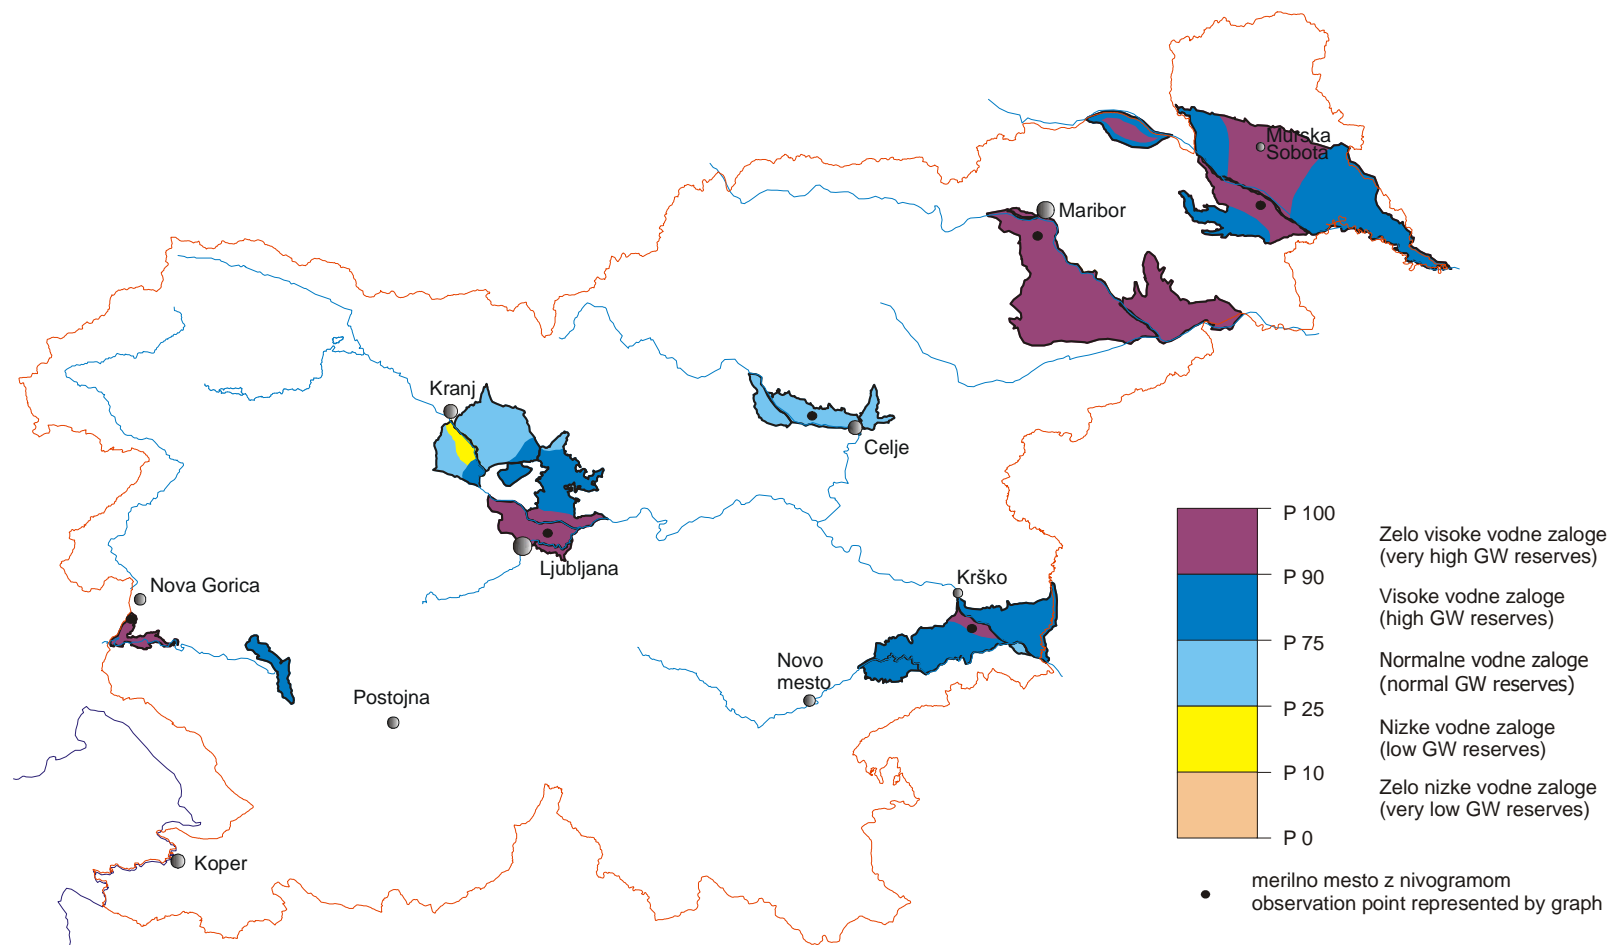 Murska
Sobota
Maribor
Kranj
Celje
Ljubljana
Nova Gorica
Krško
Novo
mesto
Postojna
Koper
P 100
Zelo visoke vodne zaloge
(very high GW reserves)
P 90
Visoke vodne zaloge
(high GW reserves)
P 75
Normalne vodne zaloge
(normal GW reserves)
P 25
Nizke vodne zaloge
(low GW reserves)
P 10
Zelo nizke vodne zaloge
(very low GW reserves)
P 0
merilno mesto z nivogramom
observation point represented by graph